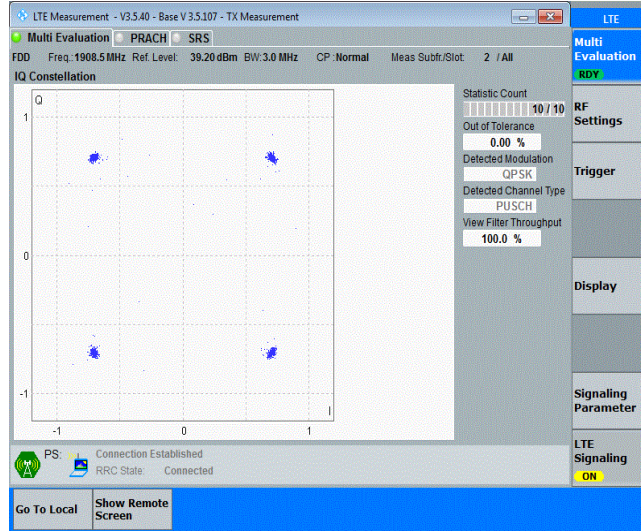 LTE Measurement - V3.5.40 - Base V 3.5.107 - TX Measurement
LTE
Multi Evaluation PRACH SRS
FDD Freq.:1908.5 MHz Ref. Level: 39.20 dBm BW:3.0 MHz CP :Normal Meas Subfr./Slot: 2 / All
IQ Constellation
Q
1
0
-1
-1
0
1
I
Statistic Count
10 / 10
Out of Tolerance
0.00 %
Detected Modulation
QPSK
Detected Channel Type
PUSCH
View Filter Throughput
100.0 %
Multi
Evaluation
RDY
RF
Settings
Trigger
Display
Signaling
Parameter
LTE
Signaling
ON
PS: Connection Established
RRC State: Connected
Go To Local
Show Remote
Screen